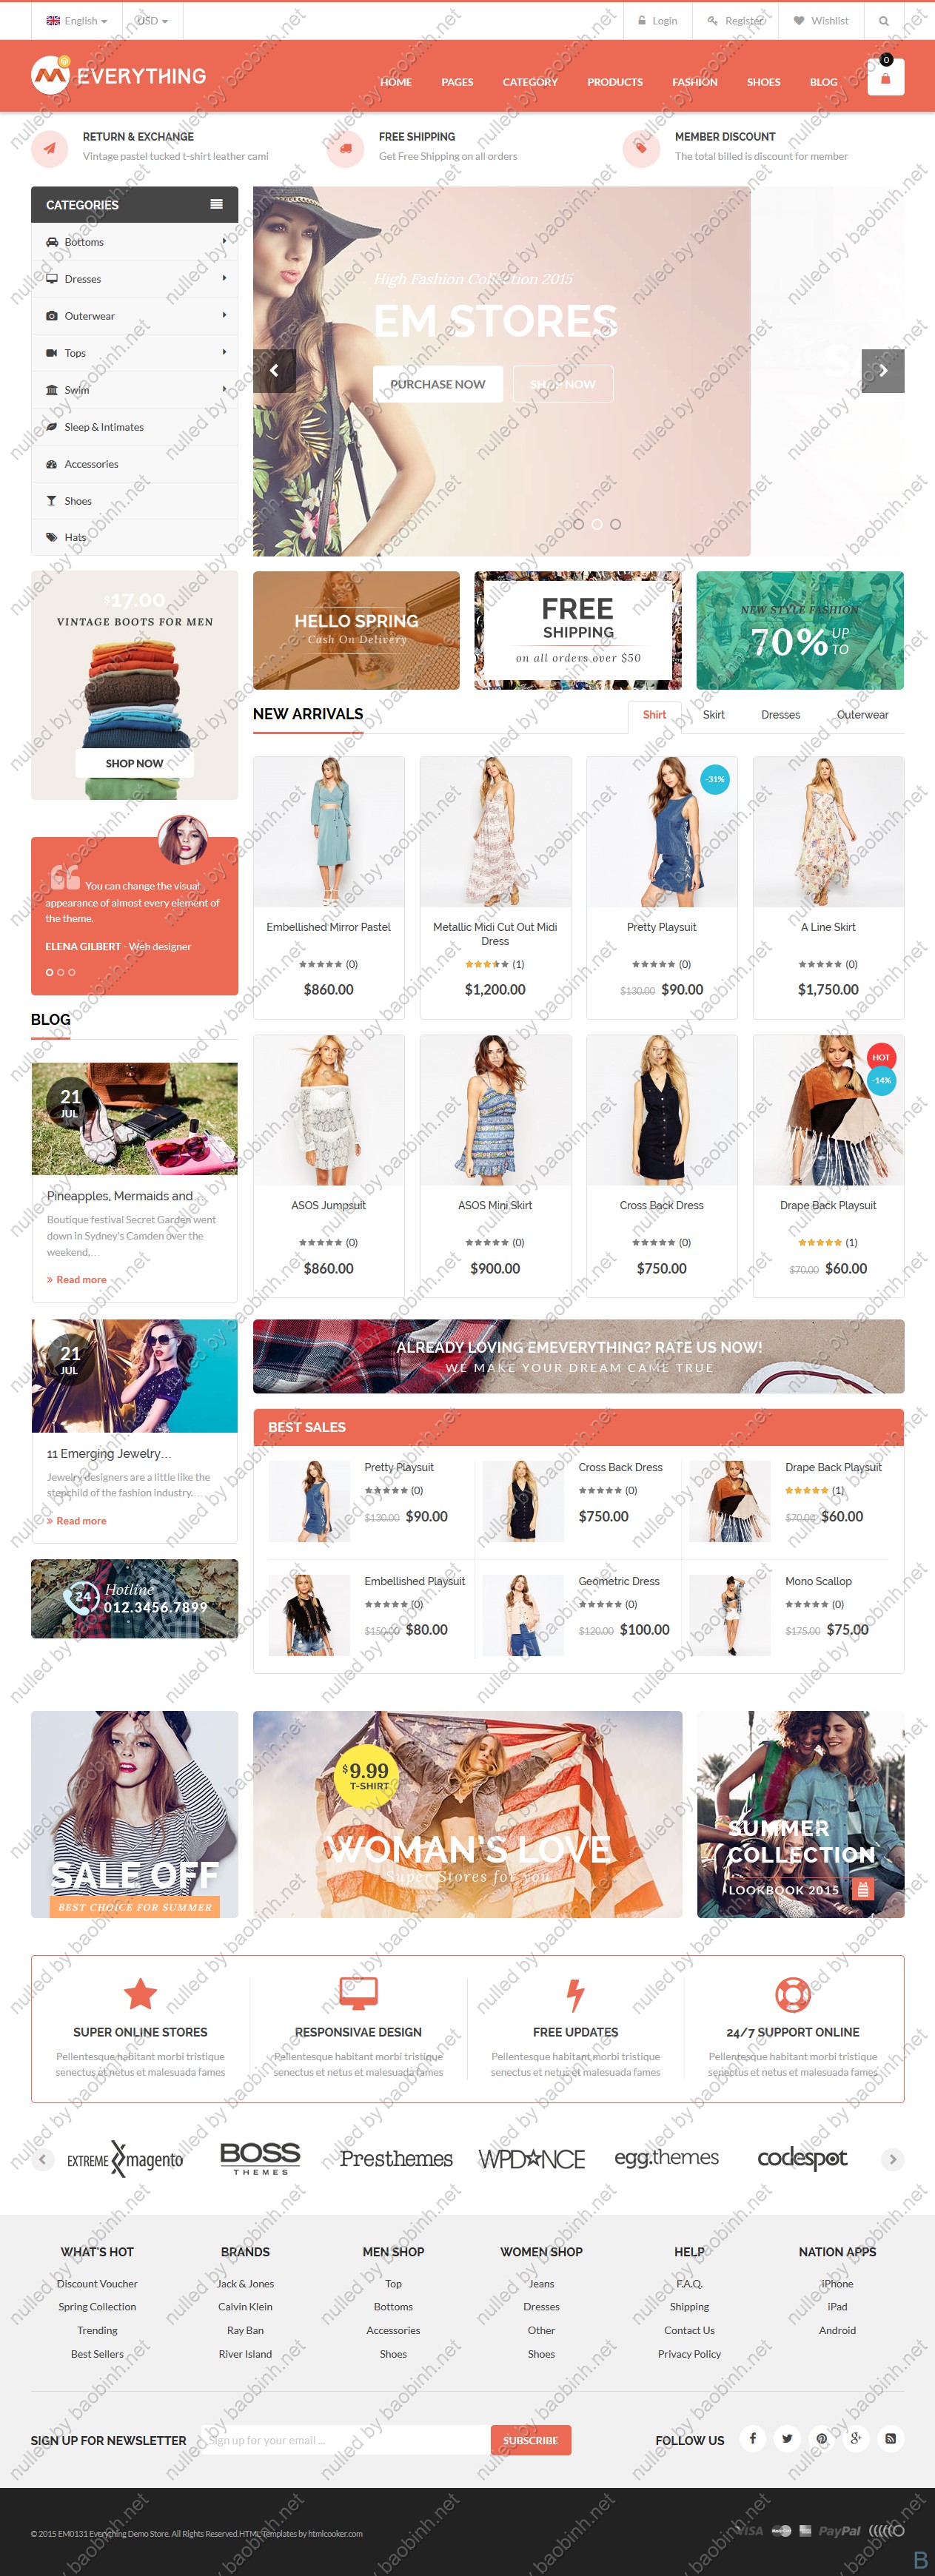 English
USD
Login
Register
Wishlist
EVERYTHING
HOME
PAGES
CATEGORY
PRODUCTS
FASHION
SHOES
BLOG
0
RETURN & EXCHANGE
Vintage pastel tucked t-shirt leather cami
FREE SHIPPING
Get Free Shipping on all orders
MEMBER DISCOUNT
The total billed is discount for member
CATEGORIES
Bottoms
Dresses
Outerwear
Tops
Swim
Sleep & Intimates
Accessories
Shoes
Hats
High Fashion Collection 2015
EM STORES
PURCHASE NOW
SHOP NOW
$17.00
VINTAGE BOOTS FOR MEN
SHOP NOW
HELLO SPRING
Cash On Delivery
FREE
SHIPPING
on all orders over $50
NEW STYLE FASHION
70% UP TO
NEW ARRIVALS
Shirt
Skirt
Dresses
Outerwear
-31%
Embellished Mirror Pastel
(0)
$860.00
Metallic Midi Cut Out Midi
Dress
(1)
$1,200.00
Pretty Playsuit
(0)
$130.00 $90.00
A Line Skirt
(0)
$1,750.00
You can change the visual
appearance of almost every element of
the theme.
ELENA GILBERT - Web designer
BLOG
21
JUL
Pineapples, Mermaids and...
Boutique festival Secret Garden went
down in Sydney's Camden over the
weekend,...
Read more
HOT
-14%
ASOS Jumpsuit
(0)
$860.00
ASOS Mini Skirt
(0)
$900.00
Cross Back Dress
(0)
$750.00
Drape Back Playsuit
(1)
$70.00 $60.00
21
JUL
11 Emerging Jewelry...
Jewelry designers are a little like the
stepchild of the fashion industry....
Read more
24
Hotline
012.3456.7899
ALREADY LOVING EMEVERYTHING? RATE US NOW!
WE MAKE YOUR DREAM CAME TRUE
BEST SALES
Pretty Playsuit
(0)
$130.00 $90.00
Cross Back Dress
(0)
$750.00
Drape Back Playsuit
(1)
$70.00 $60.00
Embellished Playsuit
(0)
$150.00 $80.00
Geometric Dress
(0)
$120.00 $100.00
Mono Scallop
(0)
$175.00 $75.00
SALE OFF
BEST CHOICE FOR SUMMER
$9.99
T-SHIRT
WOMAN'S LOVE
Super Stores for you
SUMMER
COLLECTION
LOOKBOOK 2015
SUPER ONLINE STORES
Pellentesque habitant morbi tristique
senectus et netus et malesuada fames
RESPONSIVAE DESIGN
Pellentesque habitant morbi tristique
senectus et netus et malesuada fames
FREE UPDATES
Pellentesque habitant morbi tristique
senectus et netus et malesuada fames
24/7 SUPPORT ONLINE
Pellentesque habitant morbi tristique
senectus et netus et malesuada fames
EXTREME magento
BOSS
THEMES
Presthemes
WPDANCE
egg.themes
codespot
WHAT'S HOT
Discount Voucher
Spring Collection
Trending
Best Sellers
BRANDS
Jack & Jones
Calvin Klein
Ray Ban
River Island
MEN SHOP
Top
Bottoms
Accessories
Shoes
WOMEN SHOP
Jeans
Dresses
Other
Shoes
HELP
F.A.Q.
Shipping
Contact Us
Privacy Policy
NATION APPS
iPhone
iPad
Android
SIGN UP FOR NEWSLETTER
Sign up for your email ...
SUBSCRIBE
FOLLOW US
© 2015 EM0131 Everything Demo Store. All Rights Reserved.HTML Templates by htmlcooker.com
VISA
PayPal
B
nulled by baobinh.net